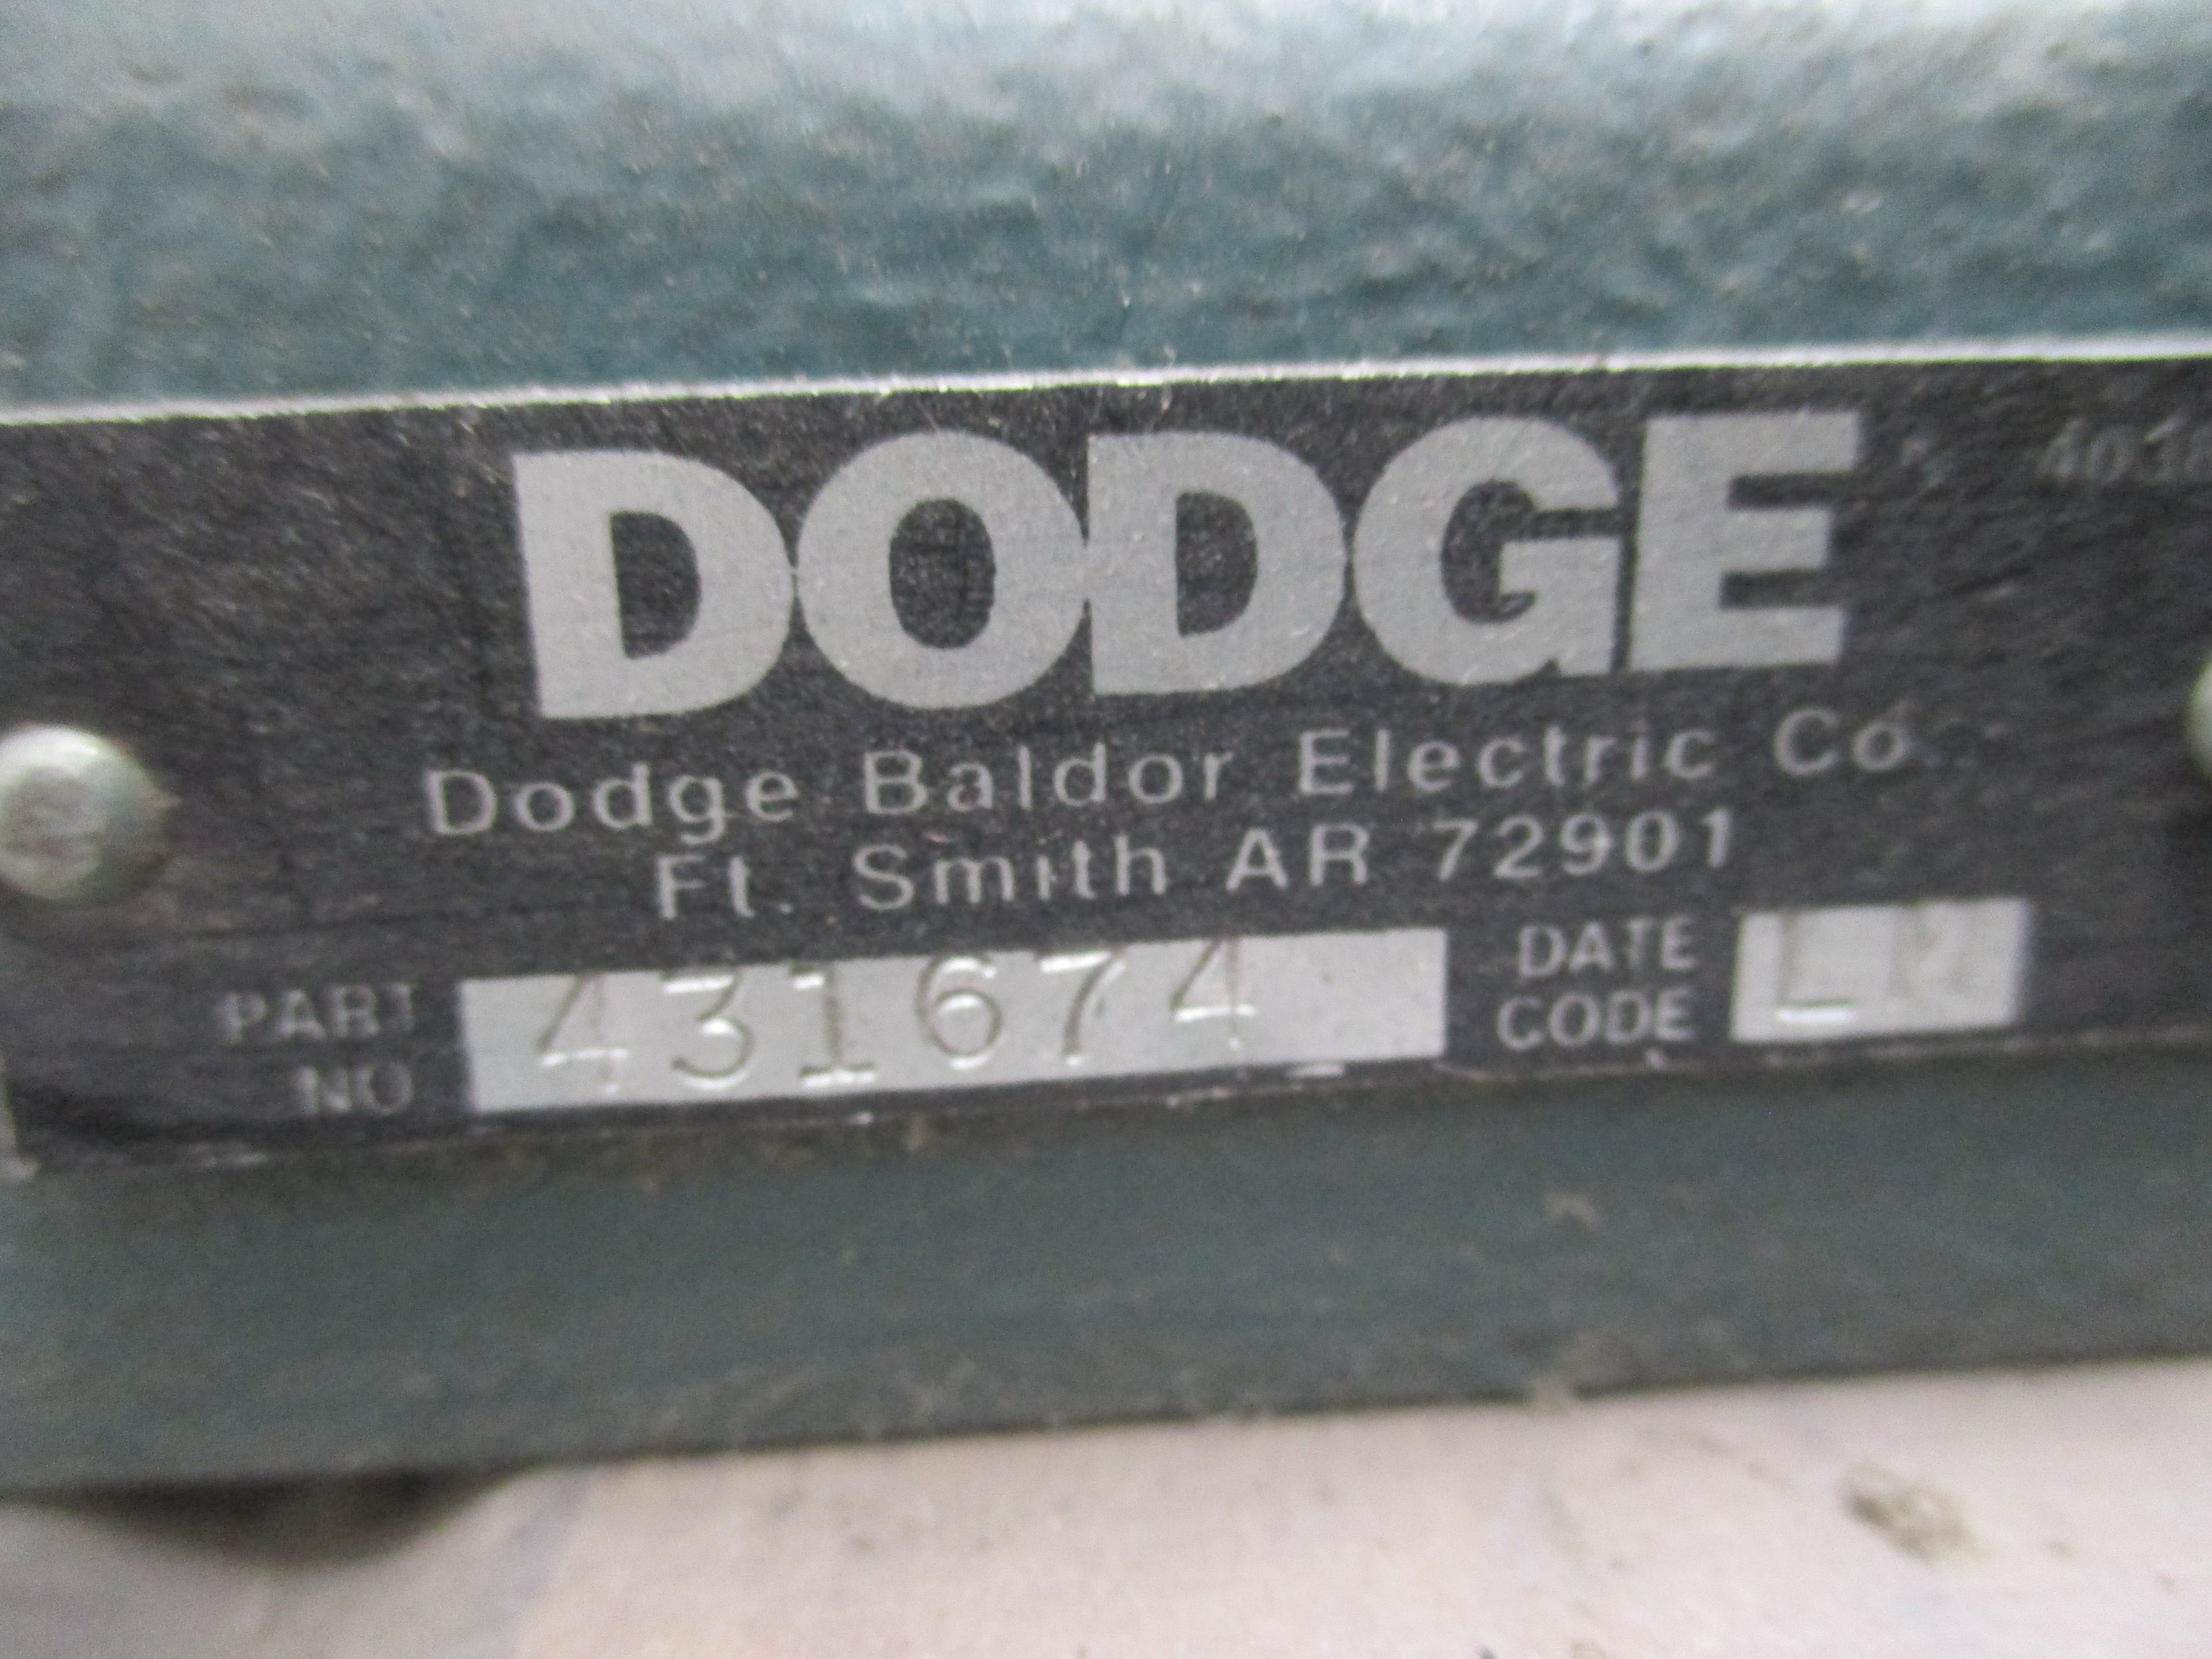 DODGE
Dodge Baldor Electric Co.
Ft. Smith AR 72901
PART NO 431674
DATE CODE